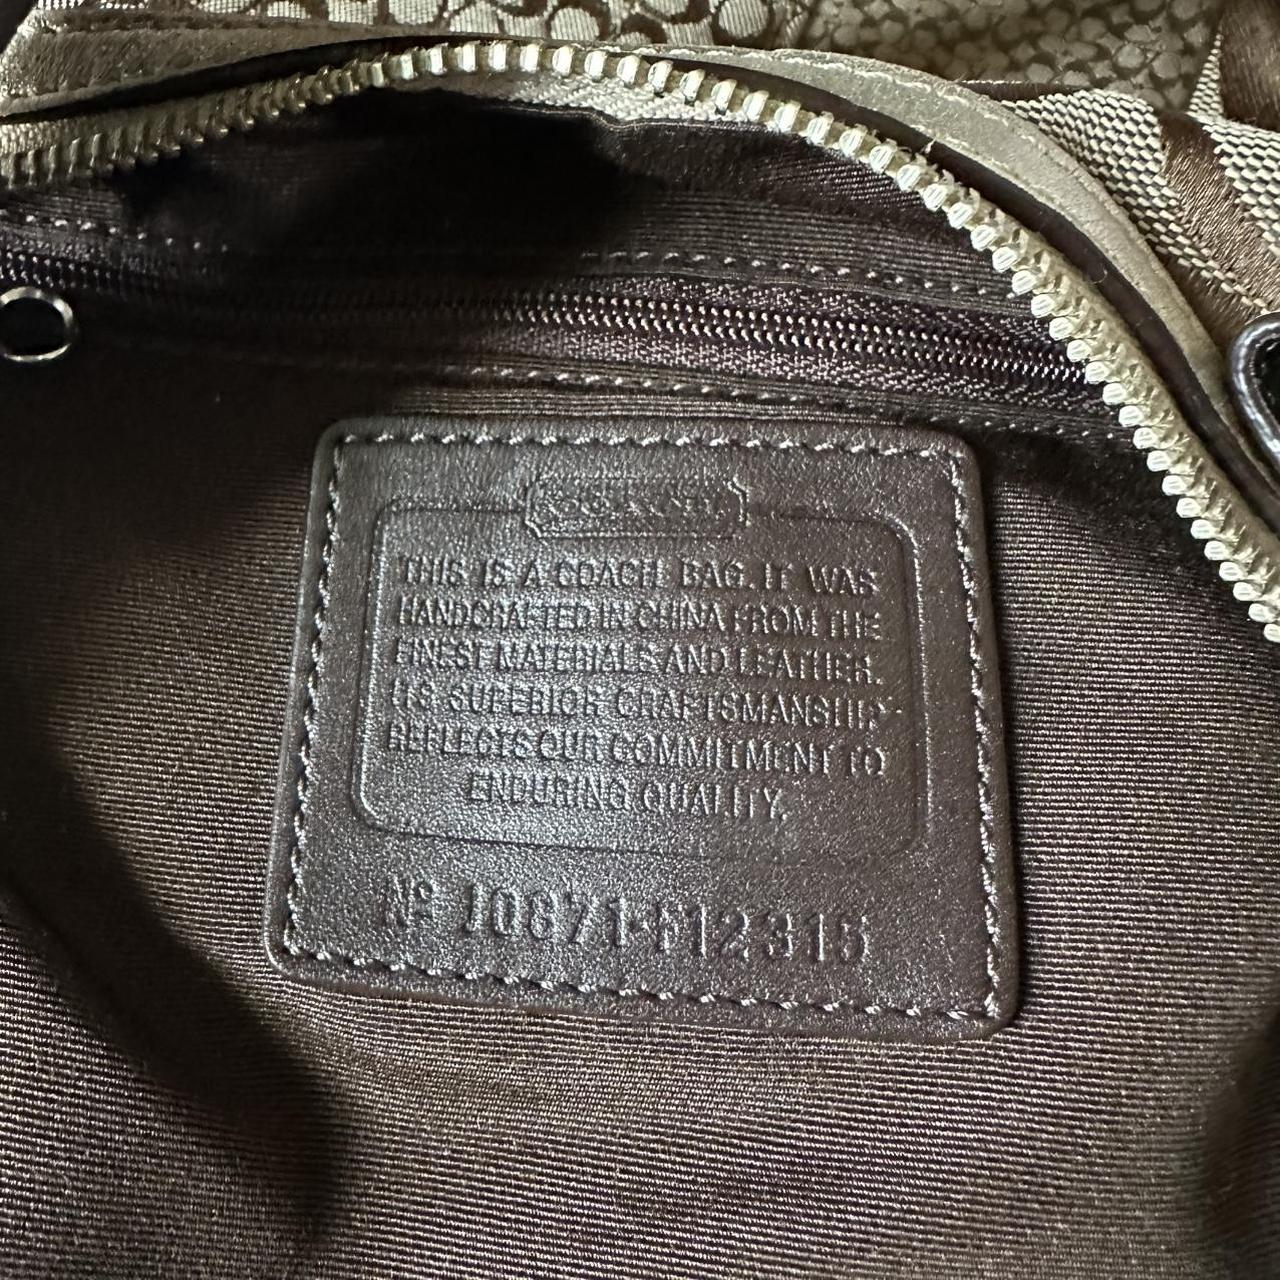 COACH
THIS IS A COACH BAG. IT WAS
HANDCRAFTED IN CHINA FROM THE
FINEST MATERIALS AND LEATHER.
ITS SUPERIOR CRAFTSMANSHIP
REFLECTS OUR COMMITMENT TO
ENDURING QUALITY.
Nº J0871-F12315